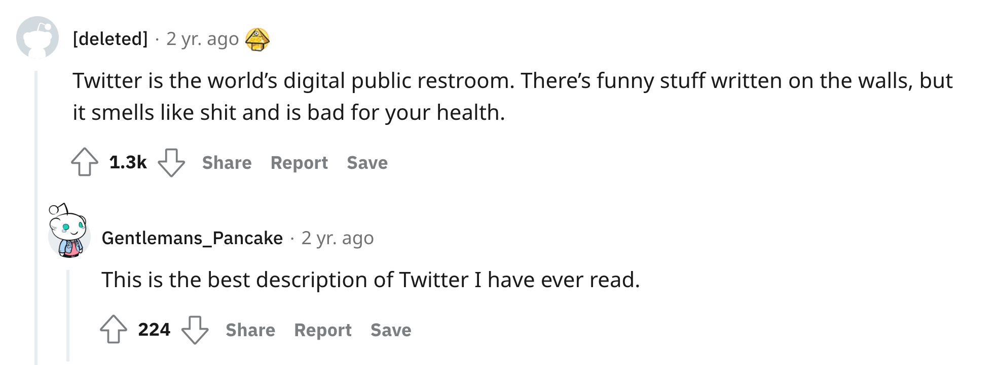 [deleted] · 2 yr. ago
Twitter is the world’s digital public restroom. There’s funny stuff written on the walls, but
it smells like shit and is bad for your health.
1.3k Share Report Save
Gentlemans_Pancake · 2 yr. ago
This is the best description of Twitter I have ever read.
224 Share Report Save